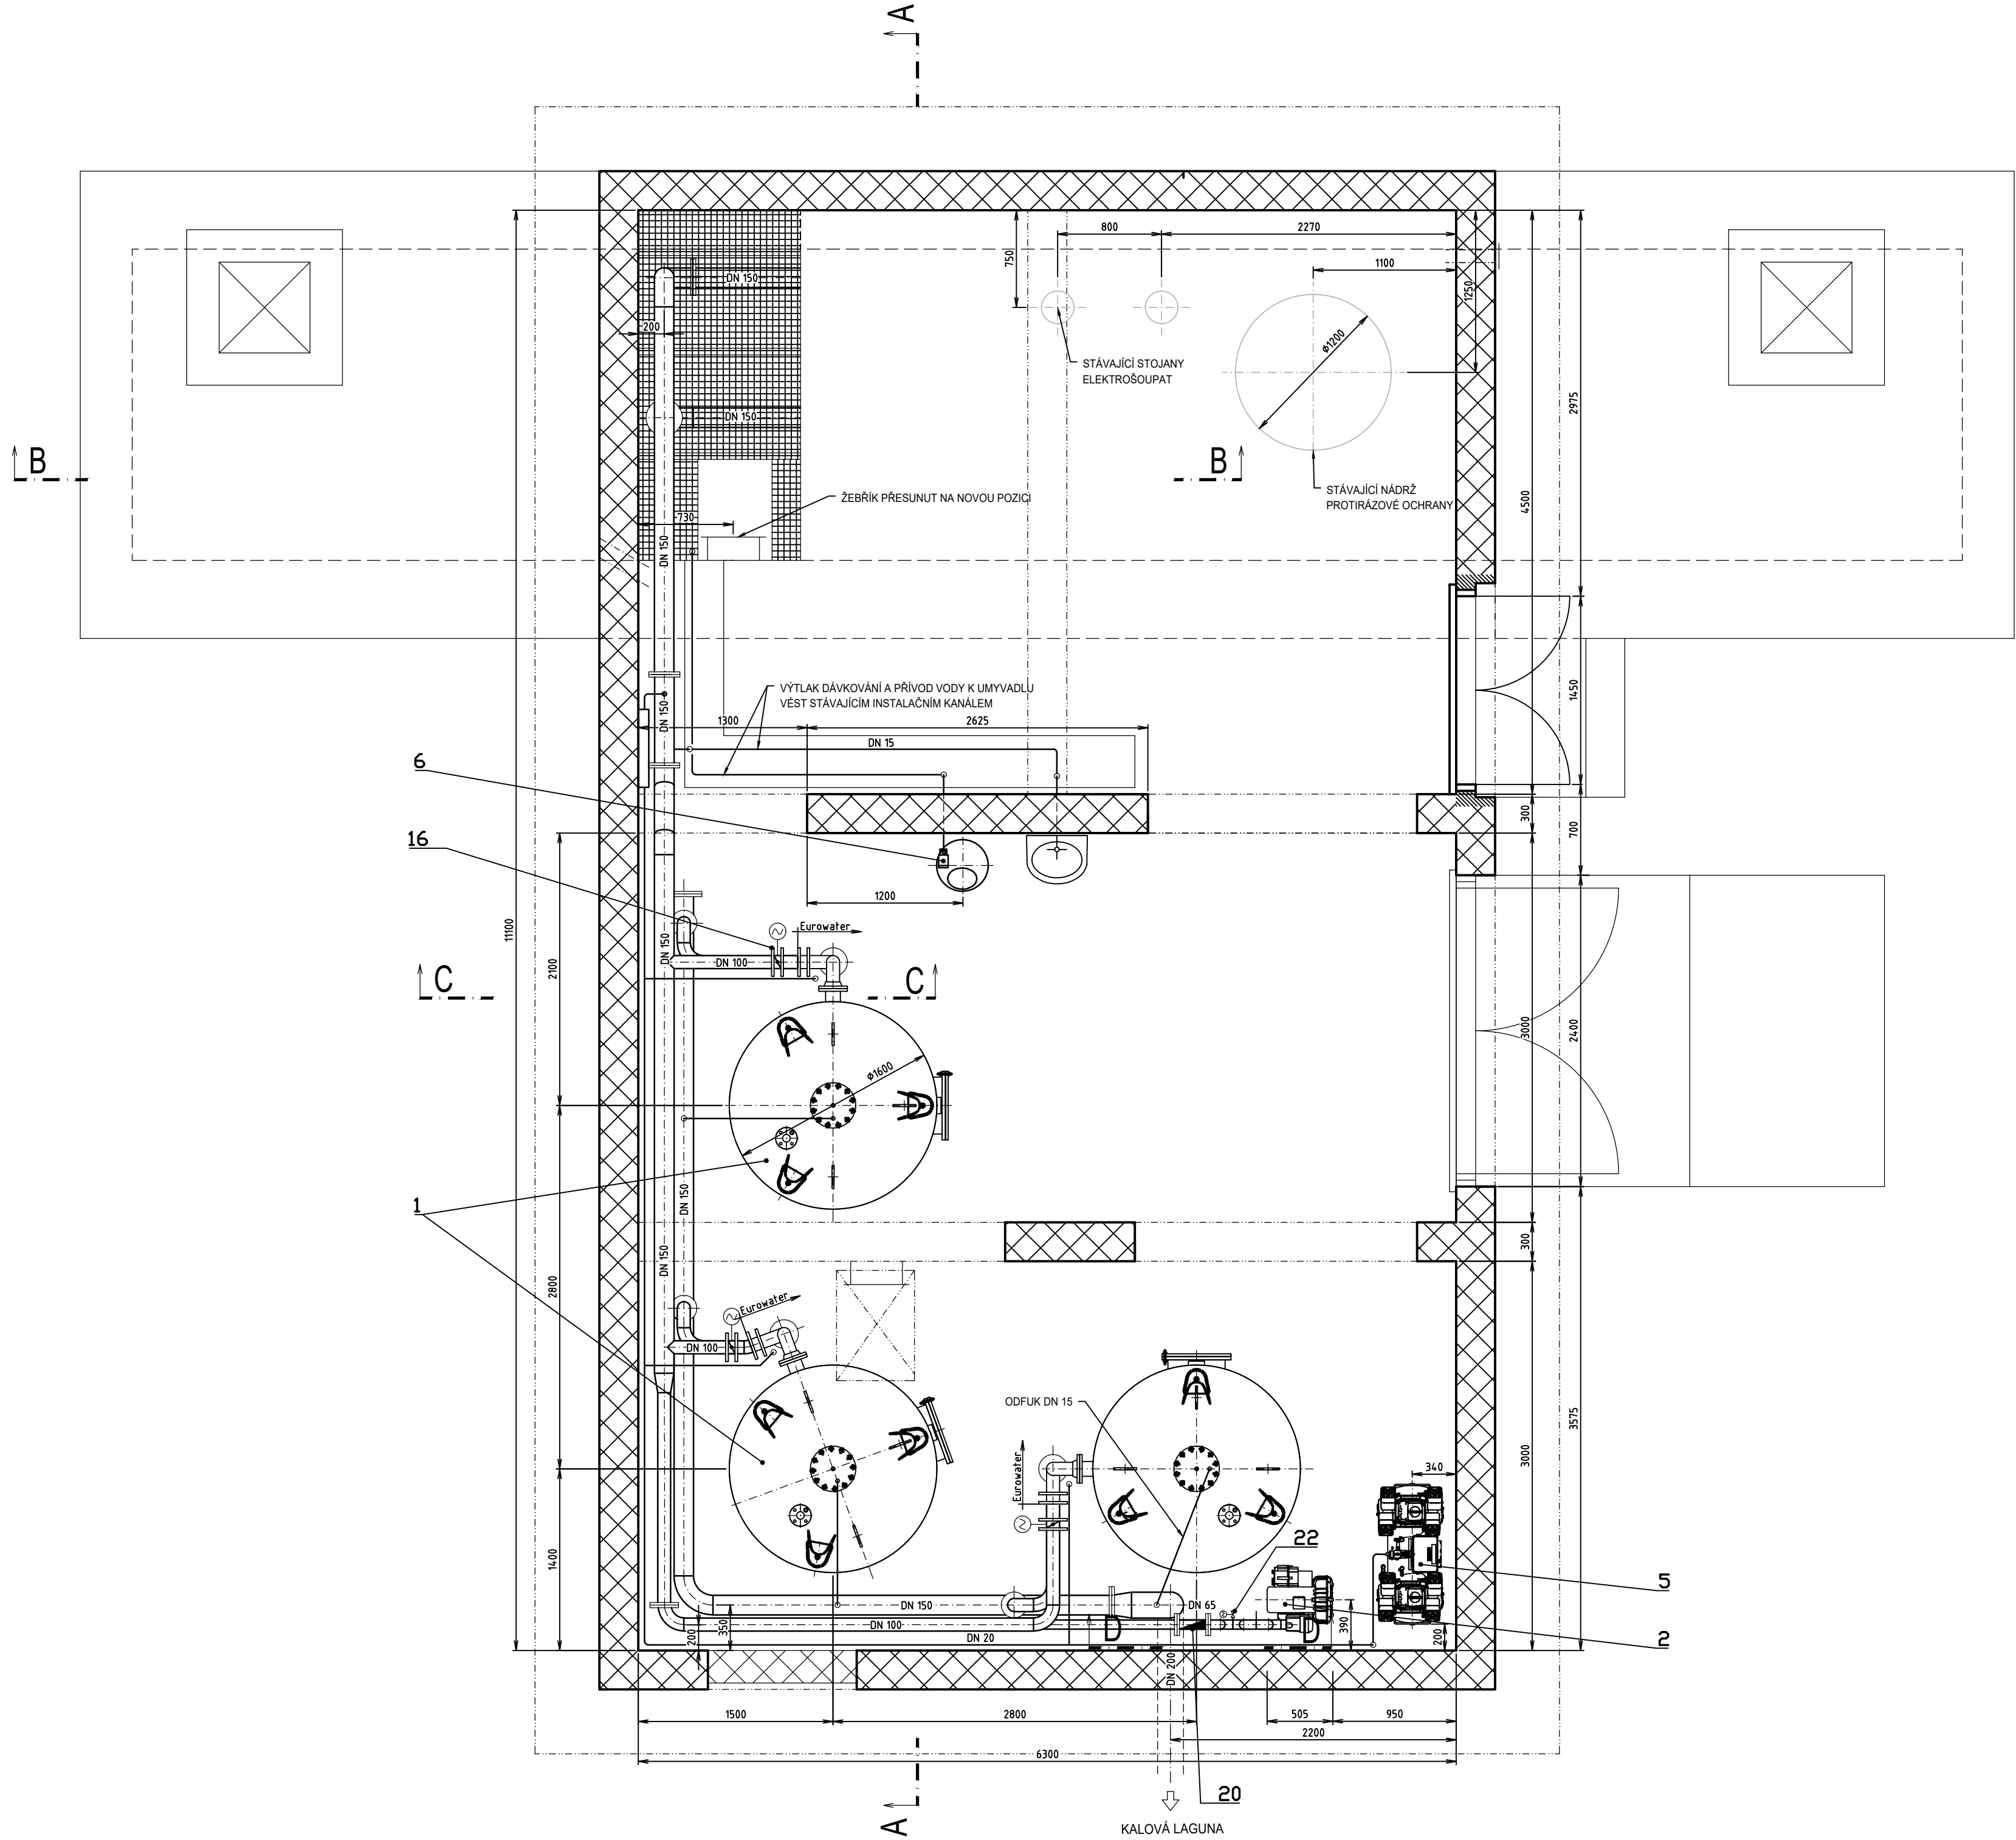 A
800
2270
750
1100
1250
DN 150
200
ø1200
STÁVAJÍCÍ STOJANY
ELEKTROŠOUPAT
2975
DN 150
B
B
STÁVAJÍCÍ NÁDRŽ
PROTIRÁZOVÉ OCHRANY
ŽEBŘÍK PŘESUNUT NA NOVOU POZICI
4500
730
DN 150
VÝTLAK DÁVKOVÁNÍ A PŘÍVOD VODY K UMYVADLU
VÉST STÁVAJÍCÍM INSTALAČNÍM KANÁLEM
1450
DN 150
1300
2625
DN 15
6
300
700
16
1200
Eurowater
11100
2100
DN 150
DN 100
C
C
3000
2400
ø1600
1
DN 150
DN 150
300
2800
Eurowater
DN 100
ODFUK DN 15
3575
3000
Eurowater
340
22
1400
5
DN 150
DN 65
350
200
DN 100
D
D
390
200
2
DN 20
DN 200
1500
2800
505
950
2200
6300
20
A
KALOVÁ LAGUNA